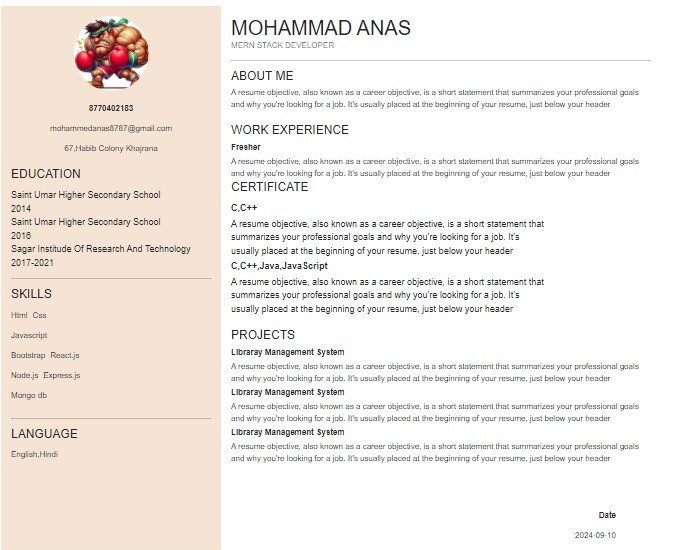 8770402183
mohammedanas8787@gmail.com
67,Habib Colony Khajrana
EDUCATION
Saint Umar Higher Secondary School
2014
Saint Umar Higher Secondary School
2016
Sagar Institude Of Research And Technology
2017-2021
SKILLS
Html Css
Javascript
Bootstrap React.js
Node.js Express.js
Mongo db
LANGUAGE
English,Hindi
MOHAMMAD ANAS
MERN STACK DEVELOPER
ABOUT ME
A resume objective, also known as a career objective, is a short statement that summarizes your professional goals
and why you're looking for a job. It's usually placed at the beginning of your resume, just below your header
WORK EXPERIENCE
Fresher
A resume objective, also known as a career objective, is a short statement that summarizes your professional goals
and why you're looking for a job. It's usually placed at the beginning of your resume, just below your header
CERTIFICATE
C,C++
A resume objective, also known as a career objective, is a short statement that
summarizes your professional goals and why you're looking for a job. It's
usually placed at the beginning of your resume, just below your header
C,C++,Java,JavaScript
A resume objective, also known as a career objective, is a short statement that
summarizes your professional goals and why you're looking for a job. It's
usually placed at the beginning of your resume, just below your header
PROJECTS
Libraray Management System
A resume objective, also known as a career objective, is a short statement that summarizes your professional goals
and why you're looking for a job. It's usually placed at the beginning of your resume, just below your header
Libraray Management System
A resume objective, also known as a career objective, is a short statement that summarizes your professional goals
and why you're looking for a job. It's usually placed at the beginning of your resume, just below your header
Libraray Management System
A resume objective, also known as a career objective, is a short statement that summarizes your professional goals
and why you're looking for a job. It's usually placed at the beginning of your resume, just below your header
Date
2024-09-10